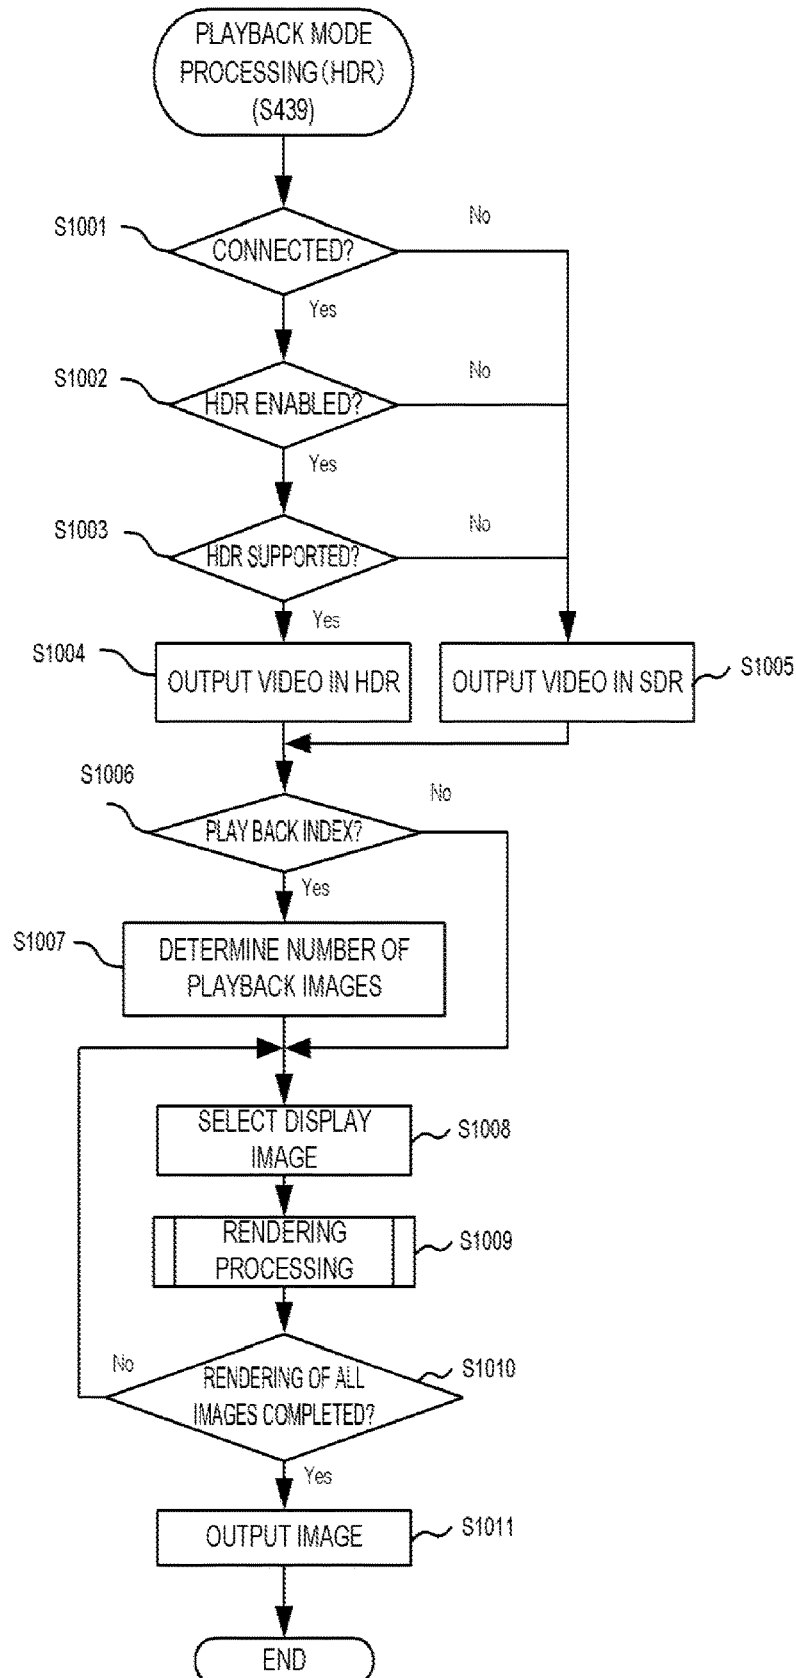 PLAYBACK MODE
PROCESSING(HDR)
(S439)
S1001
CONNECTED?
No
Yes
S1002
HDR ENABLED?
No
Yes
S1003
HDR SUPPORTED?
No
Yes
S1004
OUTPUT VIDEO IN HDR
OUTPUT VIDEO IN SDR
S1005
S1006
PLAY BACK INDEX?
No
Yes
S1007
DETERMINE NUMBER OF
PLAYBACK IMAGES
SELECT DISPLAY
IMAGE
S1008
RENDERING
PROCESSING
S1009
No
RENDERING OF ALL
IMAGES COMPLETED?
S1010
Yes
OUTPUT IMAGE
S1011
END